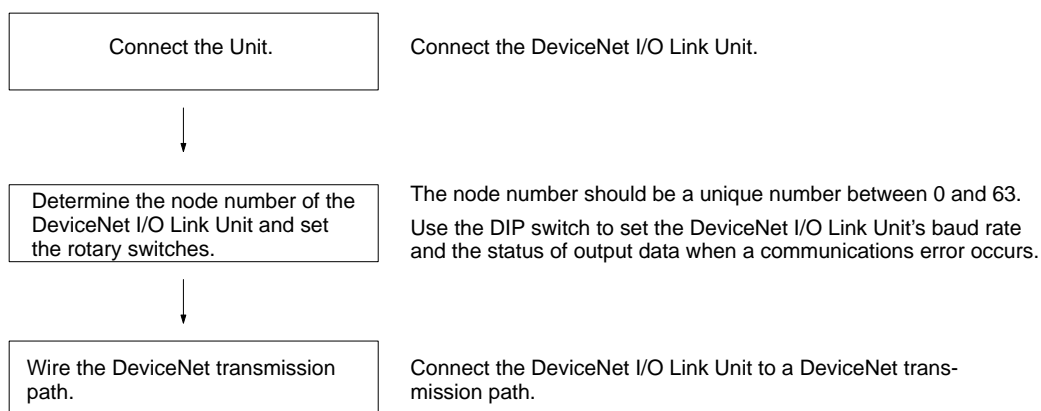 Connect the Unit.
Connect the DeviceNet I/O Link Unit.
Determine the node number of the
DeviceNet I/O Link Unit and set
the rotary switches.
The node number should be a unique number between 0 and 63.
Use the DIP switch to set the DeviceNet I/O Link Unit's baud rate
and the status of output data when a communications error occurs.
Wire the DeviceNet transmission
path.
Connect the DeviceNet I/O Link Unit to a DeviceNet trans-
mission path.